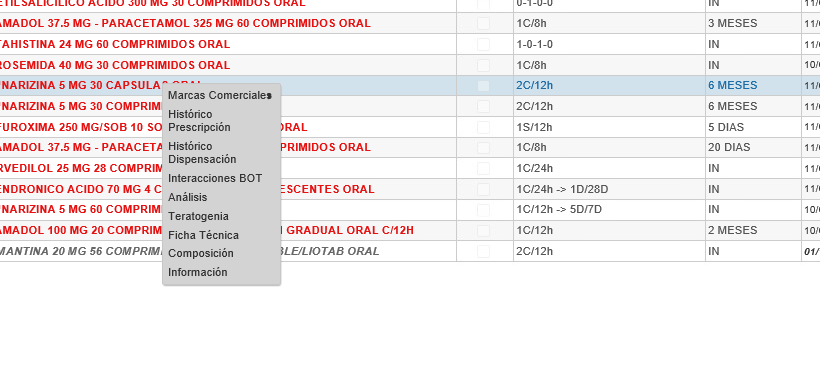 ETILSALICILICO ACIDO 300 MG 30 COMPRIMIDOS ORAL 0-1-0-0 IN 11/
AMADOL 37.5 MG - PARACETAMOL 325 MG 60 COMPRIMIDOS ORAL 1C/8h 3 MESES 11/
TAHISTINA 24 MG 60 COMPRIMIDOS ORAL 1-0-1-0 IN 11/
ROSEMIDA 40 MG 30 COMPRIMIDOS ORAL 1C/8h IN 10/
NARIZINA 5 MG 30 CAPSULAS ORAL 2C/12h 6 MESES 11/
NARIZINA 5 MG 30 COMPRIM 2C/12h 6 MESES 11/
FUROXIMA 250 MG/SOB 10 SO ORAL 1S/12h 5 DIAS 11/
AMADOL 37.5 MG - PARACETA PRIMIDOS ORAL 1C/8h 20 DIAS 11/
RVEDILOL 25 MG 28 COMPRIM 1C/24h IN 11/
ENDRONICO ACIDO 70 MG 4 C ESCENTES ORAL 1C/24h -> 1D/28D IN 11/
NARIZINA 5 MG 60 COMPRIM 1C/12h -> 5D/7D IN 10/
AMADOL 100 MG 20 COMPRIM GRADUAL ORAL C/12H 1C/12h 2 MESES 10/
MANTINA 20 MG 56 COMPRIM BLE/LIOTAB ORAL 2C/12h IN 01/
Marcas Comerciales
Histórico
Prescripción
Histórico
Dispensación
Interacciones BOT
Análisis
Teratogenia
Ficha Técnica
Composición
Información